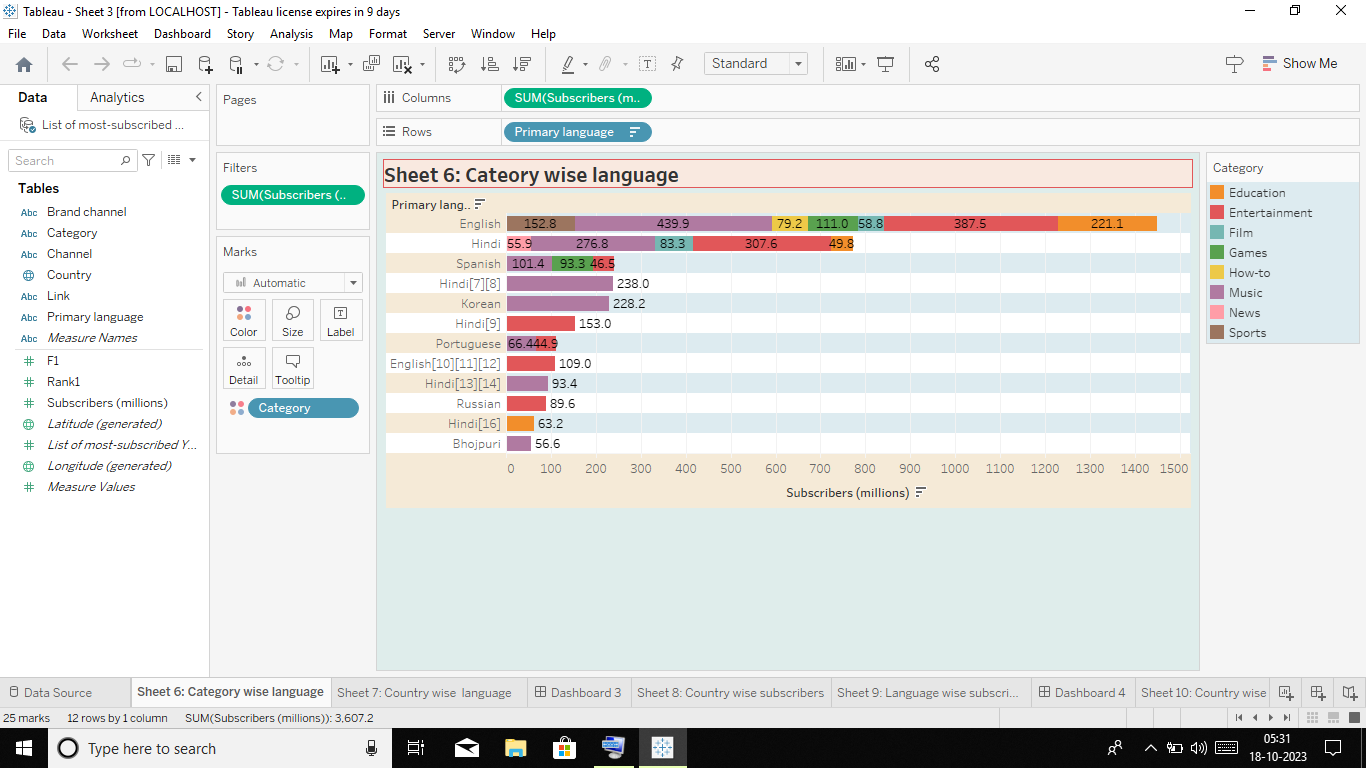 Tableau - Sheet 3 [from LOCALHOST] - Tableau license expires in 9 days
File Data Worksheet Dashboard Story Analysis Map Format Server Window Help
Standard
Show Me
Data Analytics
List of most-subscribed ...
Search
Tables
Abc Brand channel
Abc Category
Abc Channel
Country
Abc Link
Abc Primary language
Abc Measure Names
F1
Rank1
Subscribers (millions)
Latitude (generated)
List of most-subscribed Y...
Longitude (generated)
Measure Values
Pages
Filters
SUM(Subscribers (..
Marks
Automatic
Color Size Label
Detail Tooltip
Category
Columns SUM(Subscribers (m..
Rows Primary language
Sheet 6: Cateory wise language
Primary lang..
English 152.8 439.9 79.2 111.0 58.8 387.5 221.1
Hindi 55.9 276.8 83.3 307.6 49.8
Spanish 101.4 93.3 46.5
Hindi[7][8] 238.0
Korean 228.2
Hindi[9] 153.0
Portuguese 66.4 44.9
English[10][11][12] 109.0
Hindi[13][14] 93.4
Russian 89.6
Hindi[16] 63.2
Bhojpuri 56.6
0 100 200 300 400 500 600 700 800 900 1000 1100 1200 1300 1400 1500
Subscribers (millions)
Category
Education
Entertainment
Film
Games
How-to
Music
News
Sports
Data Source Sheet 6: Category wise language Sheet 7: Country wise language Dashboard 3 Sheet 8: Country wise subscribers Sheet 9: Language wise subscri... Dashboard 4 Sheet 10: Country wise
25 marks 12 rows by 1 column SUM(Subscribers (millions)): 3,607.2
Type here to search
05:31
18-10-2023